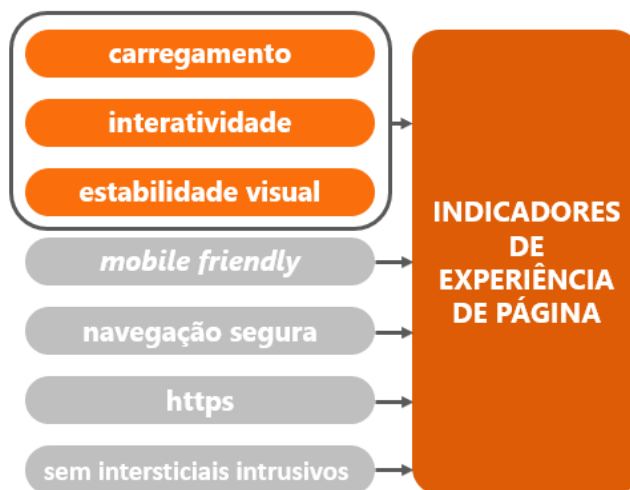 carregamento
interatividade
estabilidade visual
mobile friendly
navegação segura
https
sem intersticiais intrusivos
INDICADORES
DE
EXPERIÊNCIA
DE PÁGINA